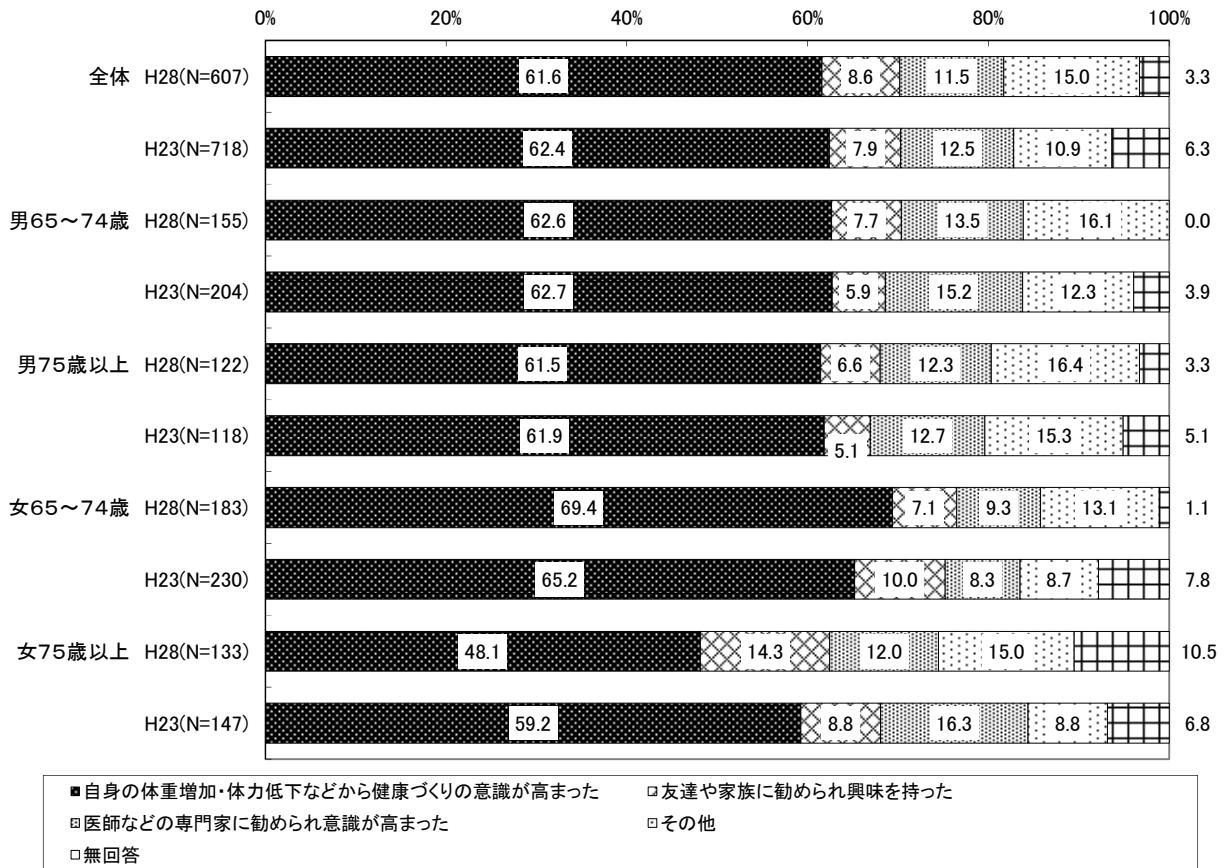 0% 20% 40% 60% 80% 100%
全体 H28(N=607) 61.6 8.6 11.5 15.0 3.3
H23(N=718) 62.4 7.9 12.5 10.9 6.3
男65～74歳 H28(N=155) 62.6 7.7 13.5 16.1 0.0
H23(N=204) 62.7 5.9 15.2 12.3 3.9
男75歳以上 H28(N=122) 61.5 6.6 12.3 16.4 3.3
H23(N=118) 61.9 5.1 12.7 15.3 5.1
女65～74歳 H28(N=183) 69.4 7.1 9.3 13.1 1.1
H23(N=230) 65.2 10.0 8.3 8.7 7.8
女75歳以上 H28(N=133) 48.1 14.3 12.0 15.0 10.5
H23(N=147) 59.2 8.8 16.3 8.8 6.8
自身の体重増加・体力低下などから健康づくりの意識が高まった 友達や家族に勧められ興味を持った
医師などの専門家に勧められ意識が高まった その他
無回答